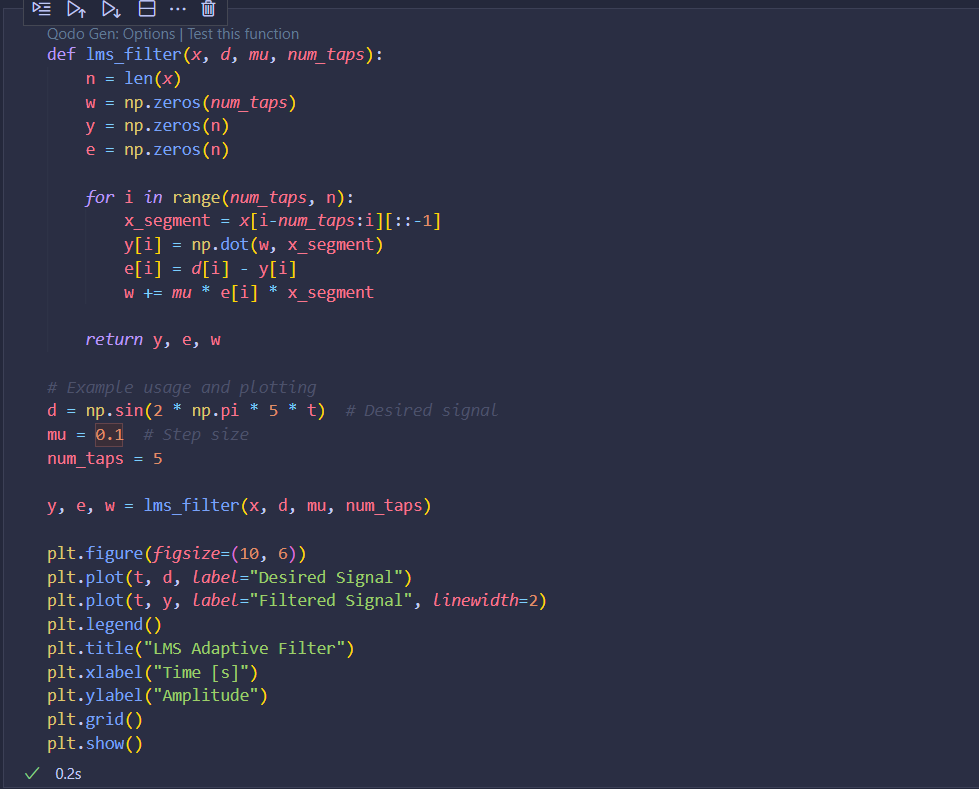 Qodo Gen: Options | Test this function
def lms_filter(x, d, mu, num_taps):
    n = len(x)
    w = np.zeros(num_taps)
    y = np.zeros(n)
    e = np.zeros(n)

    for i in range(num_taps, n):
        x_segment = x[i-num_taps:i][::-1]
        y[i] = np.dot(w, x_segment)
        e[i] = d[i] - y[i]
        w += mu * e[i] * x_segment

    return y, e, w

# Example usage and plotting
d = np.sin(2 * np.pi * 5 * t)  # Desired signal
mu = 0.1  # Step size
num_taps = 5

y, e, w = lms_filter(x, d, mu, num_taps)

plt.figure(figsize=(10, 6))
plt.plot(t, d, label="Desired Signal")
plt.plot(t, y, label="Filtered Signal", linewidth=2)
plt.legend()
plt.title("LMS Adaptive Filter")
plt.xlabel("Time [s]")
plt.ylabel("Amplitude")
plt.grid()
plt.show()
0.2s